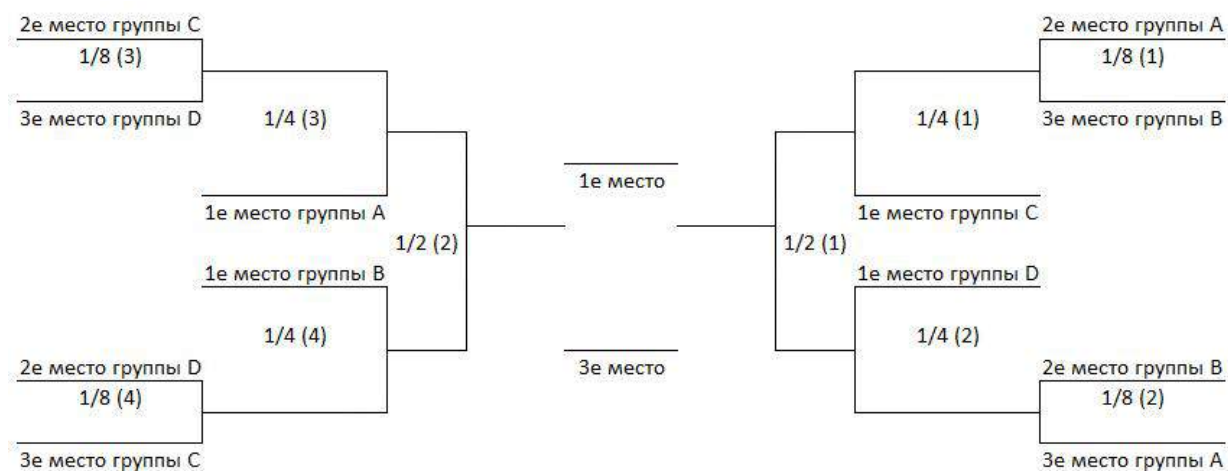 2е место группы C
1/8 (3)
3е место группы D
1/4 (3)
1е место группы A
1/2 (2)
1е место группы B
1/4 (4)
2е место группы D
1/8 (4)
3е место группы C
1е место
3е место
2е место группы A
1/8 (1)
3е место группы B
1/4 (1)
1е место группы C
1/2 (1)
1е место группы D
1/4 (2)
2е место группы B
1/8 (2)
3е место группы A